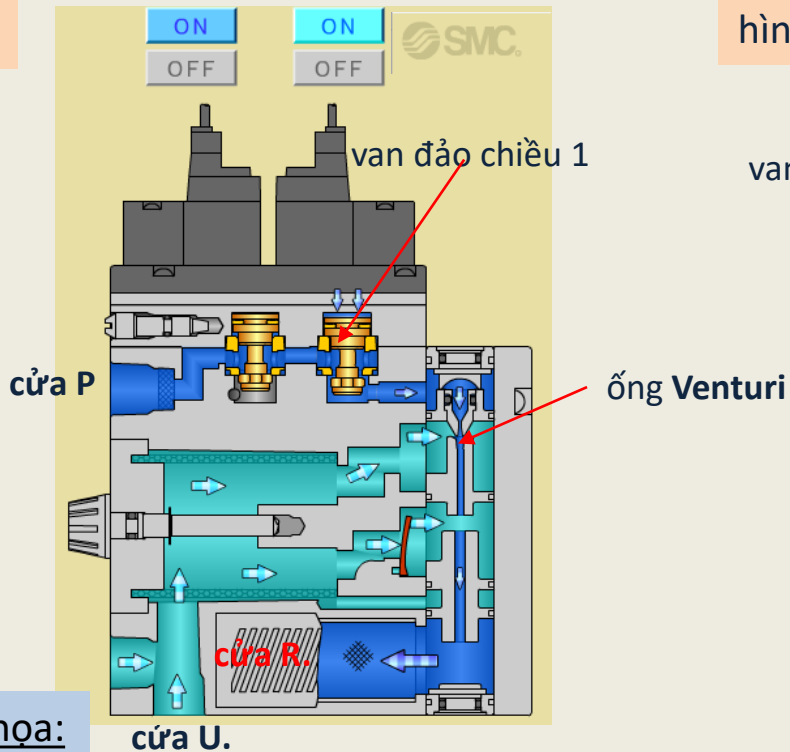 ON
ON
SMC.
OFF
OFF
hìn
van đảo chiều 1
van
cửa P
ống Venturi
cửa R.
họa:
cửa U.